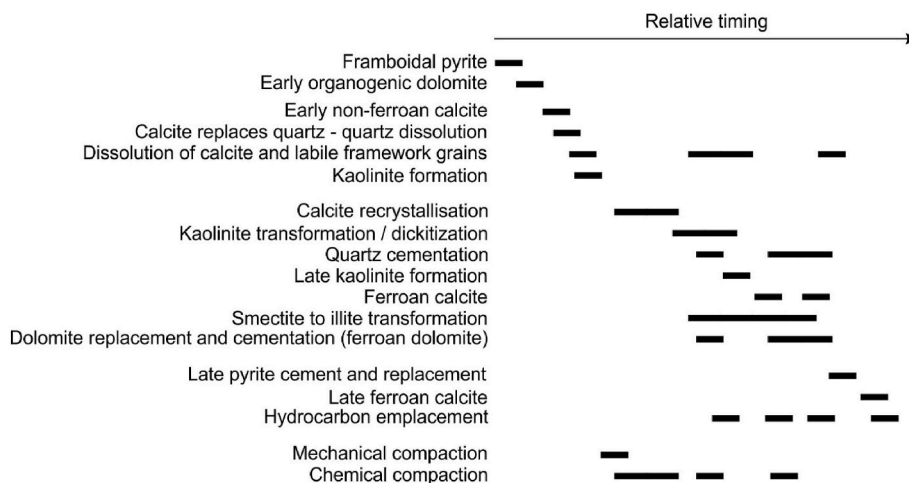 Relative timing
Framboidal pyrite
Early organogenic dolomite
Early non-ferroan calcite
Calcite replaces quartz - quartz dissolution
Dissolution of calcite and labile framework grains
Kaolinite formation
Calcite recrystallisation
Kaolinite transformation / dickitization
Quartz cementation
Late kaolinite formation
Ferroan calcite
Smectite to illite transformation
Dolomite replacement and cementation (ferroan dolomite)
Late pyrite cement and replacement
Late ferroan calcite
Hydrocarbon emplacement
Mechanical compaction
Chemical compaction